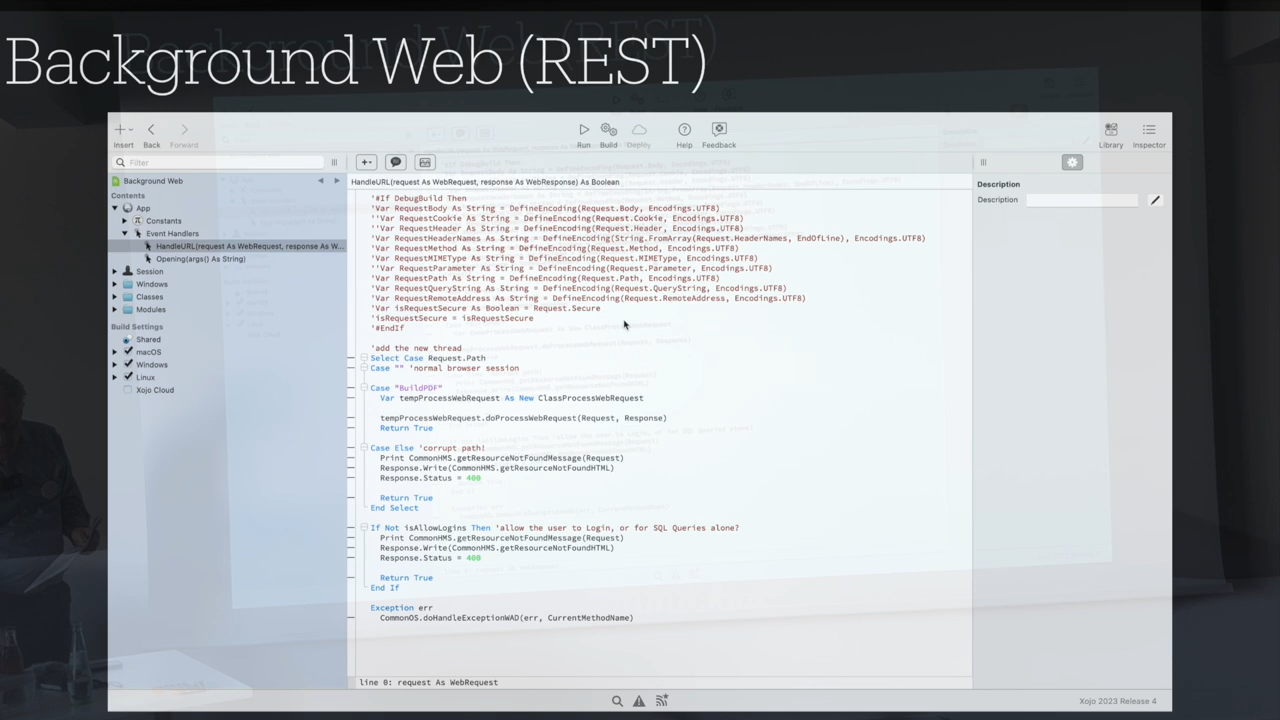 Background Web (REST)
Insert
Back
Forward
Run
Build
Deploy
Help
Feedback
Library
Inspector
Filter
HandleURL(request As WebRequest, response As WebResponse) As Boolean
Background Web
Contents
App
Constants
Event Handlers
HandleURL(request As WebRequest, response As W...
Opening(args() As String)
Session
Windows
Classes
Modules
Build Settings
Shared
macOS
Windows
Linux
Xojo Cloud
'#If DebugBuild Then
'Var RequestBody As String = DefineEncoding(Request.Body, Encodings.UTF8)
''Var RequestCookie As String = DefineEncoding(Request.Cookie, Encodings.UTF8)
''Var RequestHeader As String = DefineEncoding(Request.Header, Encodings.UTF8)
'Var RequestHeaderNames As String = DefineEncoding(String.FromArray(Request.HeaderNames, EndOfLine), Encodings.UTF8)
'Var RequestMethod As String = DefineEncoding(Request.Method, Encodings.UTF8)
'Var RequestMIMEType As String = DefineEncoding(Request.MIMEType, Encodings.UTF8)
''Var RequestParameter As String = DefineEncoding(Request.Parameter, Encodings.UTF8)
'Var RequestPath As String = DefineEncoding(Request.Path, Encodings.UTF8)
'Var RequestQueryString As String = DefineEncoding(Request.QueryString, Encodings.UTF8)
'Var RequestRemoteAddress As String = DefineEncoding(Request.RemoteAddress, Encodings.UTF8)
'Var isRequestSecure As Boolean = Request.Secure
'isRequestSecure = isRequestSecure
'#EndIf
'add the new thread
Select Case Request.Path
Case "" 'normal browser session
Case "BuildPDF"
Var tempProcessWebRequest As New ClassProcessWebRequest
tempProcessWebRequest.doProcessWebRequest(Request, Response)
Return True
Case Else 'corrupt path!
Print CommonHMS.getResourceNotFoundMessage(Request)
Response.Write(CommonHMS.getResourceNotFoundHTML)
Response.Status = 400
Return True
End Select
If Not isAllowLogins Then 'allow the user to Login, or for SQL Queries alone?
Print CommonHMS.getResourceNotFoundMessage(Request)
Response.Write(CommonHMS.getResourceNotFoundHTML)
Response.Status = 400
Return True
End If
Exception err
CommonOS.doHandleExceptionWAD(err, CurrentMethodName)
line 0: request As WebRequest
Description
Description
Xojo 2023 Release 4